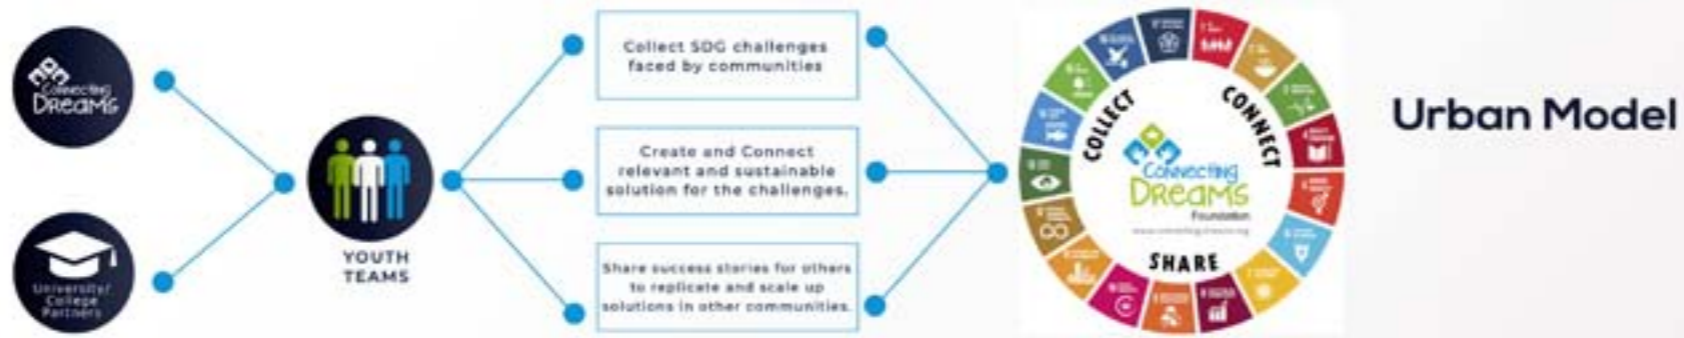 Connecting
Dreams
University/
College
Partners
YOUTH
TEAMS
Collect SDG challenges
faced by communities
Create and Connect
relevant and sustainable
solution for the challenges.
Share success stories for others
to replicate and scale up
solutions in other communities.
COLLECT
CONNECT
SHARE
Connecting
Dreams
Foundation
Urban Model